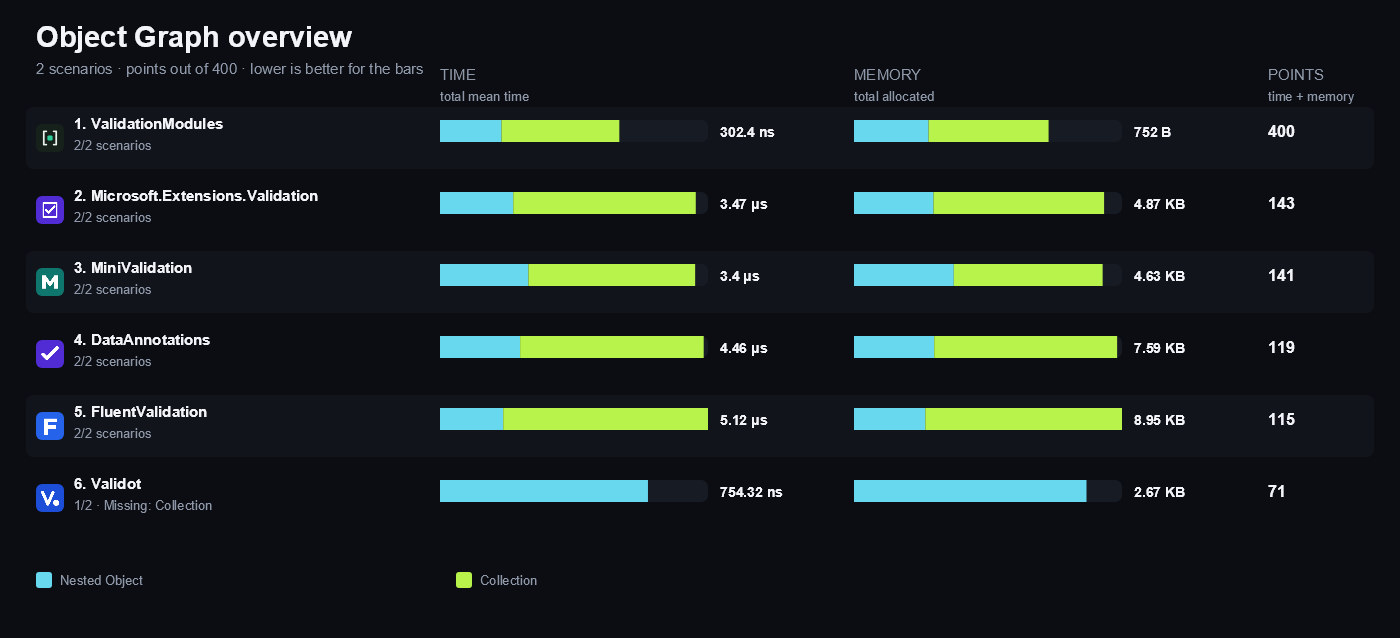 Object Graph overview
2 scenarios · points out of 400 · lower is better for the bars
TIME
total mean time
MEMORY
total allocated
POINTS
time + memory
1. ValidationModules
2/2 scenarios
302.4 ns
752 B
400
2. Microsoft.Extensions.Validation
2/2 scenarios
3.47 µs
4.87 KB
143
M
3. MiniValidation
2/2 scenarios
3.4 µs
4.63 KB
141
4. DataAnnotations
2/2 scenarios
4.46 µs
7.59 KB
119
F
5. FluentValidation
2/2 scenarios
5.12 µs
8.95 KB
115
V.
6. Validot
1/2 · Missing: Collection
754.32 ns
2.67 KB
71
Nested Object
Collection